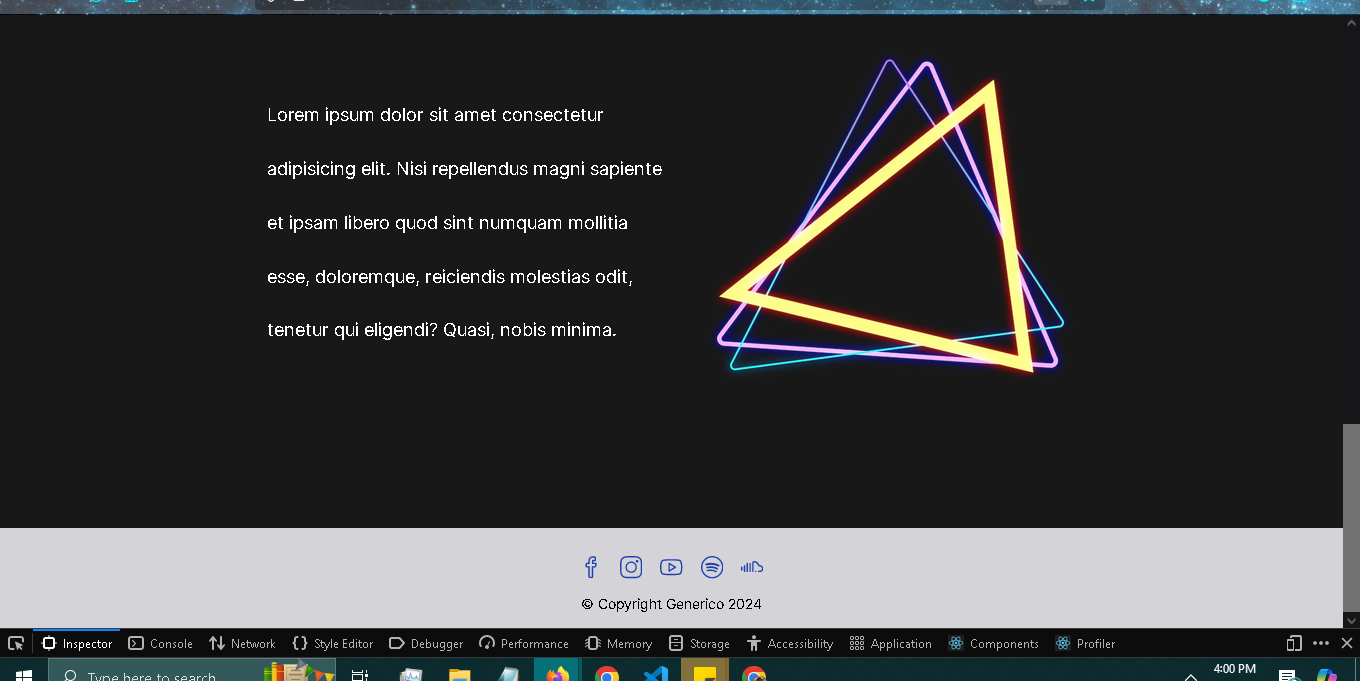 Lorem ipsum dolor sit amet consectetur
adipisicing elit. Nisi repellendus magni sapiente
et ipsam libero quod sint numquam mollitia
esse, doloremque, reiciendis molestias odit,
tenetur qui eligendi? Quasi, nobis minima.
© Copyright Generico 2024
Inspector Console Network Style Editor Debugger Performance Memory Storage Accessibility Application Components Profiler
Type here to search 4:00 PM